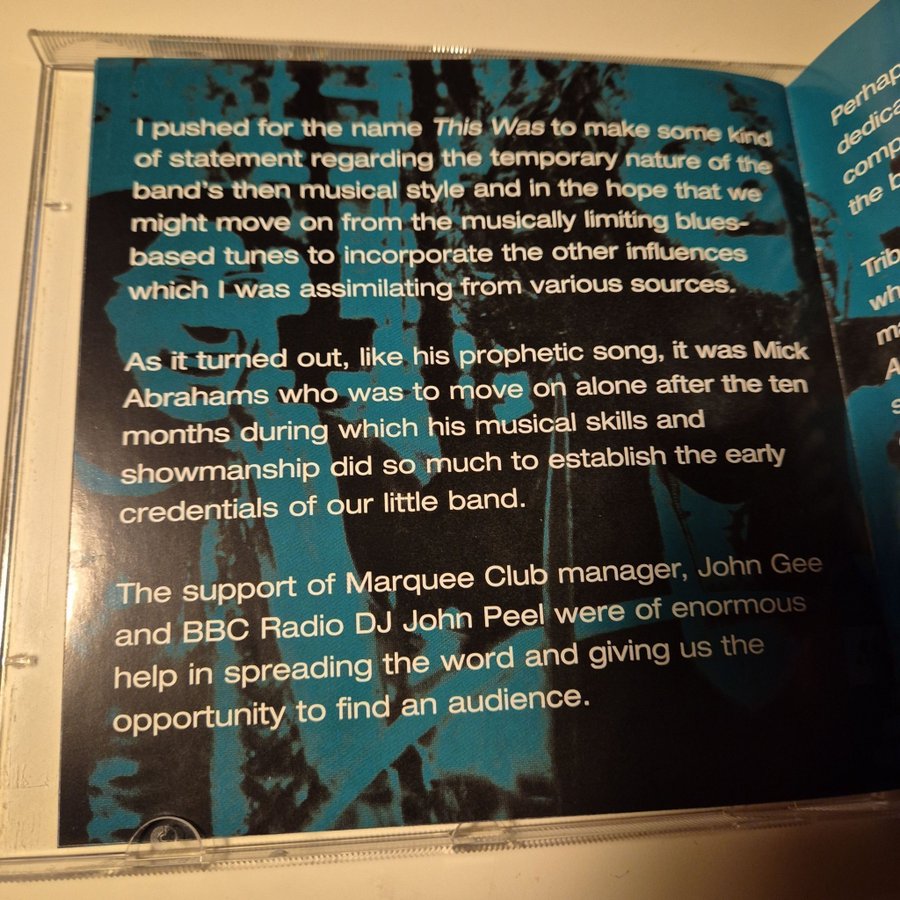 I pushed for the name This Was to make some kind
of statement regarding the temporary nature of the
band's then musical style and in the hope that we
might move on from the musically limiting blues-
based tunes to incorporate the other influences
which I was assimilating from various sources.
As it turned out, like his prophetic song, it was Mick
Abrahams who was to move on alone after the ten
months during which his musical skills and
showmanship did so much to establish the early
credentials of our little band.
The support of Marquee Club manager, John Gee
and BBC Radio DJ John Peel were of enormous
help in spreading the word and giving us the
opportunity to find an audience.
the